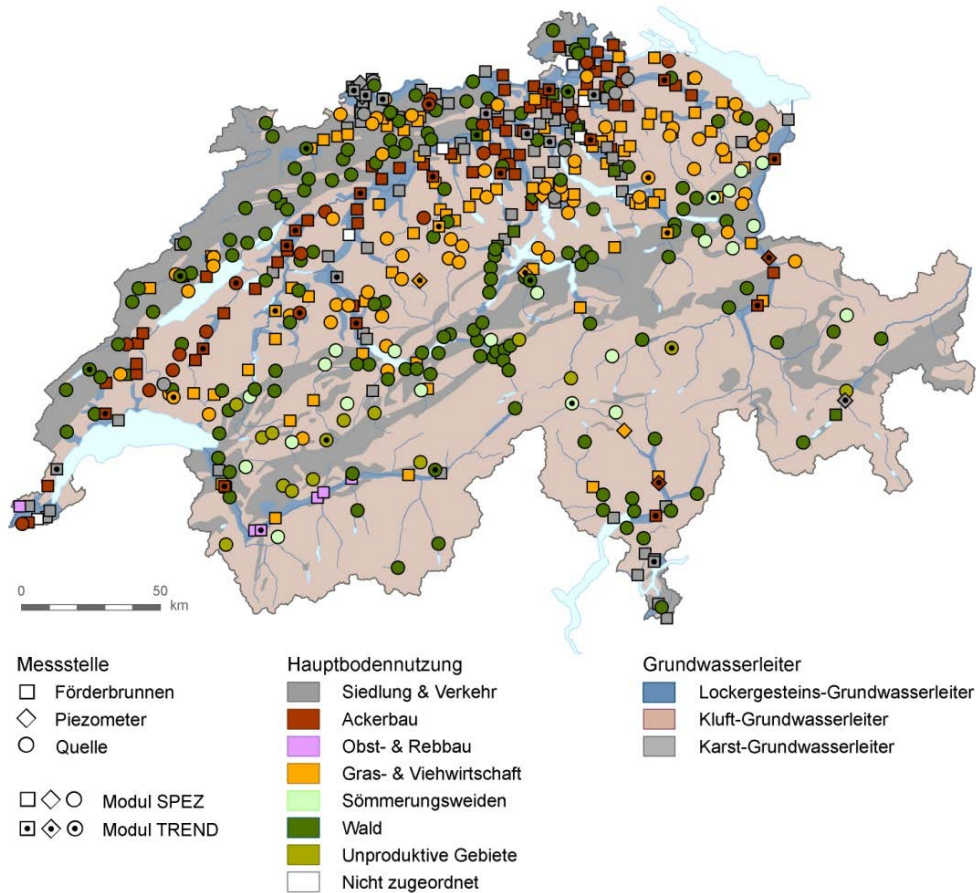 0 50
km
Messstelle
Förderbrunnen
Piezometer
Quelle
Modul SPEZ
Modul TREND
Hauptbodennutzung
Siedlung & Verkehr
Ackerbau
Obst- & Rebbau
Gras- & Viehwirtschaft
Sömmerungsweiden
Wald
Unproduktive Gebiete
Nicht zugeordnet
Grundwasserleiter
Lockergesteins-Grundwasserleiter
Kluft-Grundwasserleiter
Karst-Grundwasserleiter